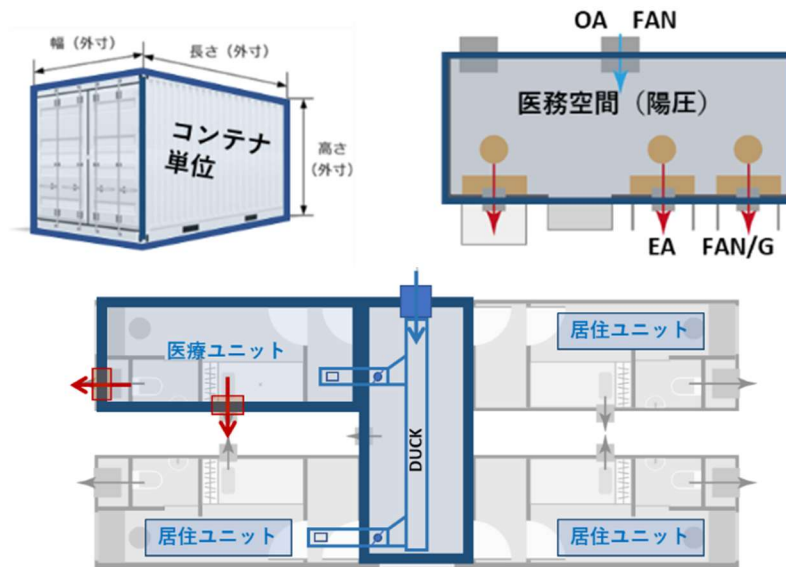 幅（外寸）
長さ（外寸）
コンテナ
単位
高さ
（外寸）
OA FAN
医務空間（陽圧）
EA FAN/G
医療ユニット
居住ユニット
DUCK
居住ユニット
居住ユニット